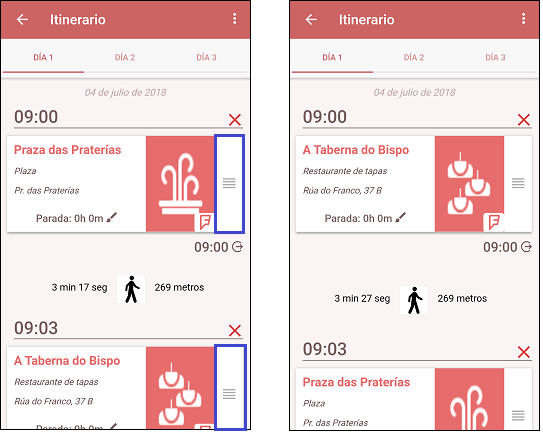 Itinerario
DÍA 1 DÍA 2 DÍA 3
04 de julio de 2018
09:00
Praza das Praterías
Plaza
Pr. das Praterías
Parada: 0h 0m
09:00
3 min 17 seg 269 metros
09:03
A Taberna do Bispo
Restaurante de tapas
Rúa do Franco, 37 B
Parada: 0h 0m
Itinerario
DÍA 1 DÍA 2 DÍA 3
04 de julio de 2018
09:00
A Taberna do Bispo
Restaurante de tapas
Rúa do Franco, 37 B
Parada: 0h 0m
09:00
3 min 27 seg 269 metros
09:03
Praza das Praterías
Plaza
Pr. das Praterías